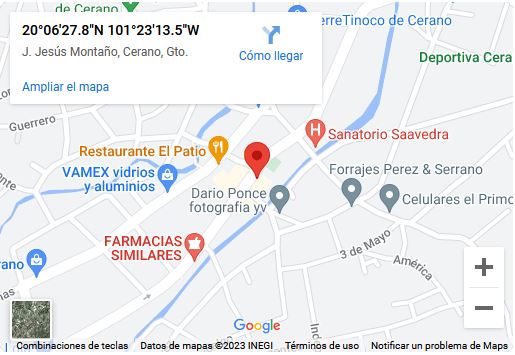 de Cerano
20°06'27.8"N 101°23'13.5"W
J. Jesús Montaño, Cerano, Gto.
Cómo llegar
Ampliar el mapa
erreTinoco de Cerano
Deportiva Cera
Guerrero
Restaurante El Patio
Sanatorio Saavedra
VAMEX vidrios
y aluminios
Forrajes Perez & Serrano
Dario Ponce
fotografia yv
Celulares el Primo
FARMACIAS
SIMILARES
3 de Mayo
América
rano
Google
Combinaciones de teclas
Datos de mapas ©2023 INEGI
Términos de uso
Notificar un problema de Maps